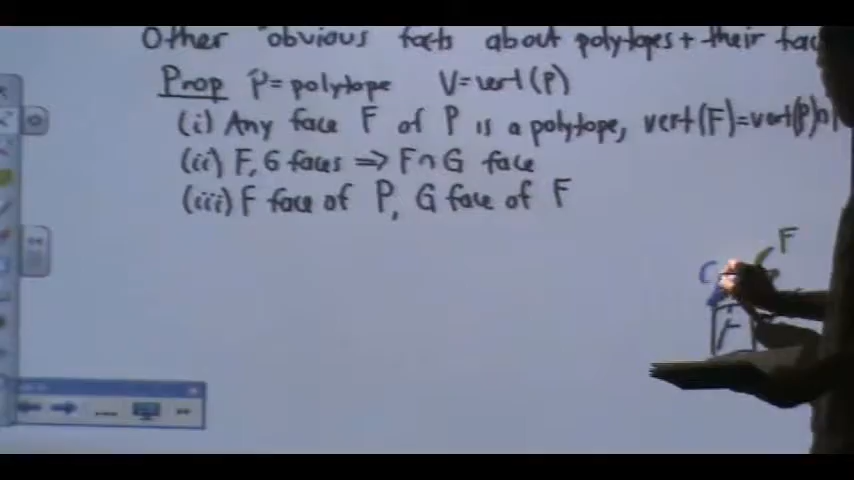 Other "obvious facts about polytopes + their
Prop P = polytope V = vert(P)
(i) Any face F of P is a polytope, vert(F) = vert(P) ∩
(ii) F, G faces ⇒ F ∩ G face
(iii) F face of P, G face of F
F